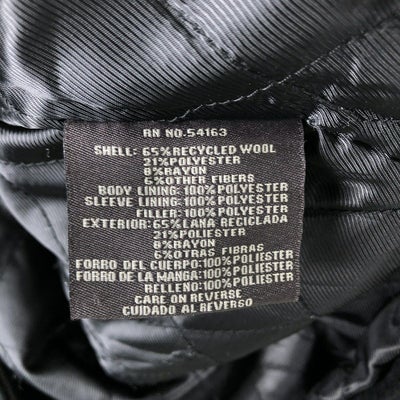 RN NO.54163
SHELL: 65%RECYCLED WOOL
21%POLYESTER
8%RAYON
6%OTHER FIBERS
BODY LINING:100%POLYESTER
SLEEVE LINING:100%POLYESTER
FILLER:100%POLYESTER
EXTERIOR:65%LANA RECICLADA
21%POLIESTER
8%RAYON
6%OTRAS FIBRAS
FORRO DEL CUERPO:100%POLIESTER
FORRO DE LA MANGA:100%POLIESTER
RELLENO:100%POLIESTER
CARE ON REVERSE
CUIDADO AL REVERSO